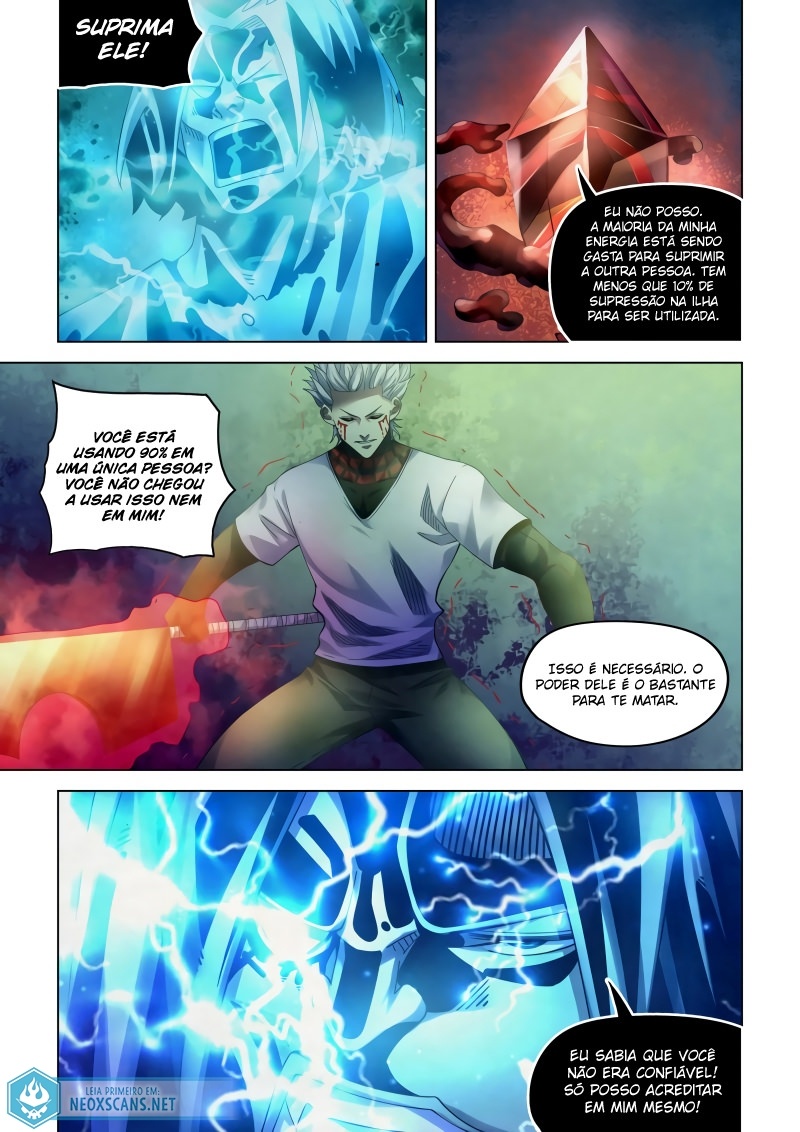 SUPRIMA
ELE!
EU NÃO POSSO.
A MAIORIA DA MINHA
ENERGIA ESTÁ SENDO
GASTA PARA SUPRIMIR
A OUTRA PESSOA. TEM
MENOS QUE 10% DE
SUPRESSÃO NA ILHA
PARA SER UTILIZADA.
VOCÊ ESTÁ
USANDO 90% EM
UMA ÚNICA PESSOA?
VOCÊ NÃO CHEGOU
A USAR ISSO NEM
EM MIM!
ISSO É NECESSÁRIO. O
PODER DELE É O BASTANTE
PARA TE MATAR.
EU SABIA QUE VOCÊ
NÃO ERA CONFIÁVEL!
SÓ POSSO ACREDITAR
EM MIM MESMO!
LEIA PRIMEIRO EM:
NEOXSCANS.NET